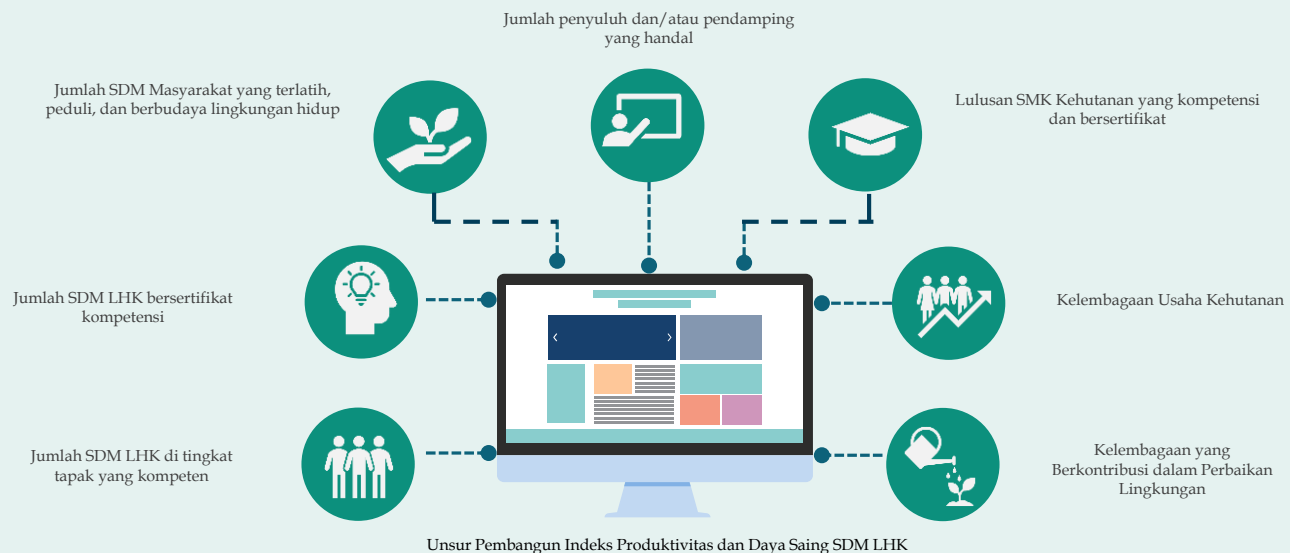 Jumlah penyuluh dan/atau pendamping
yang handal
Jumlah SDM Masyarakat yang terlatih,
peduli, dan berbudaya lingkungan hidup
Lulusan SMK Kehutanan yang kompetensi
dan bersertifikat
Jumlah SDM LHK bersertifikat
kompetensi
Kelembagaan Usaha Kehutanan
Jumlah SDM LHK di tingkat
tapak yang kompeten
Kelembagaan yang
Berkontribusi dalam Perbaikan
Lingkungan
Unsur Pembangun Indeks Produktivitas dan Daya Saing SDM LHK